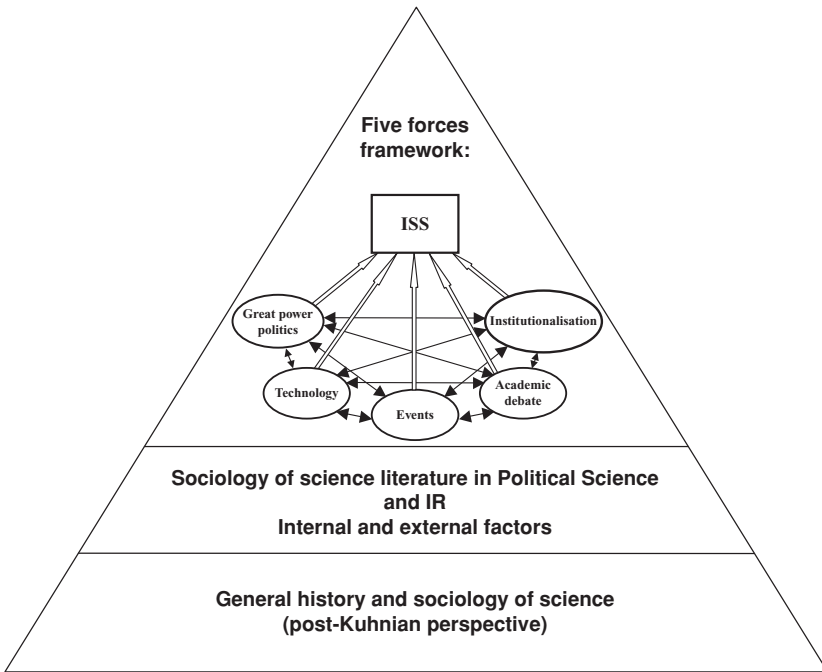 Five forces
framework:
ISS
Great power
politics
Institutionalisation
Technology
Academic
debate
Events
Sociology of science literature in Political Science
and IR
Internal and external factors
General history and sociology of science
(post-Kuhnian perspective)